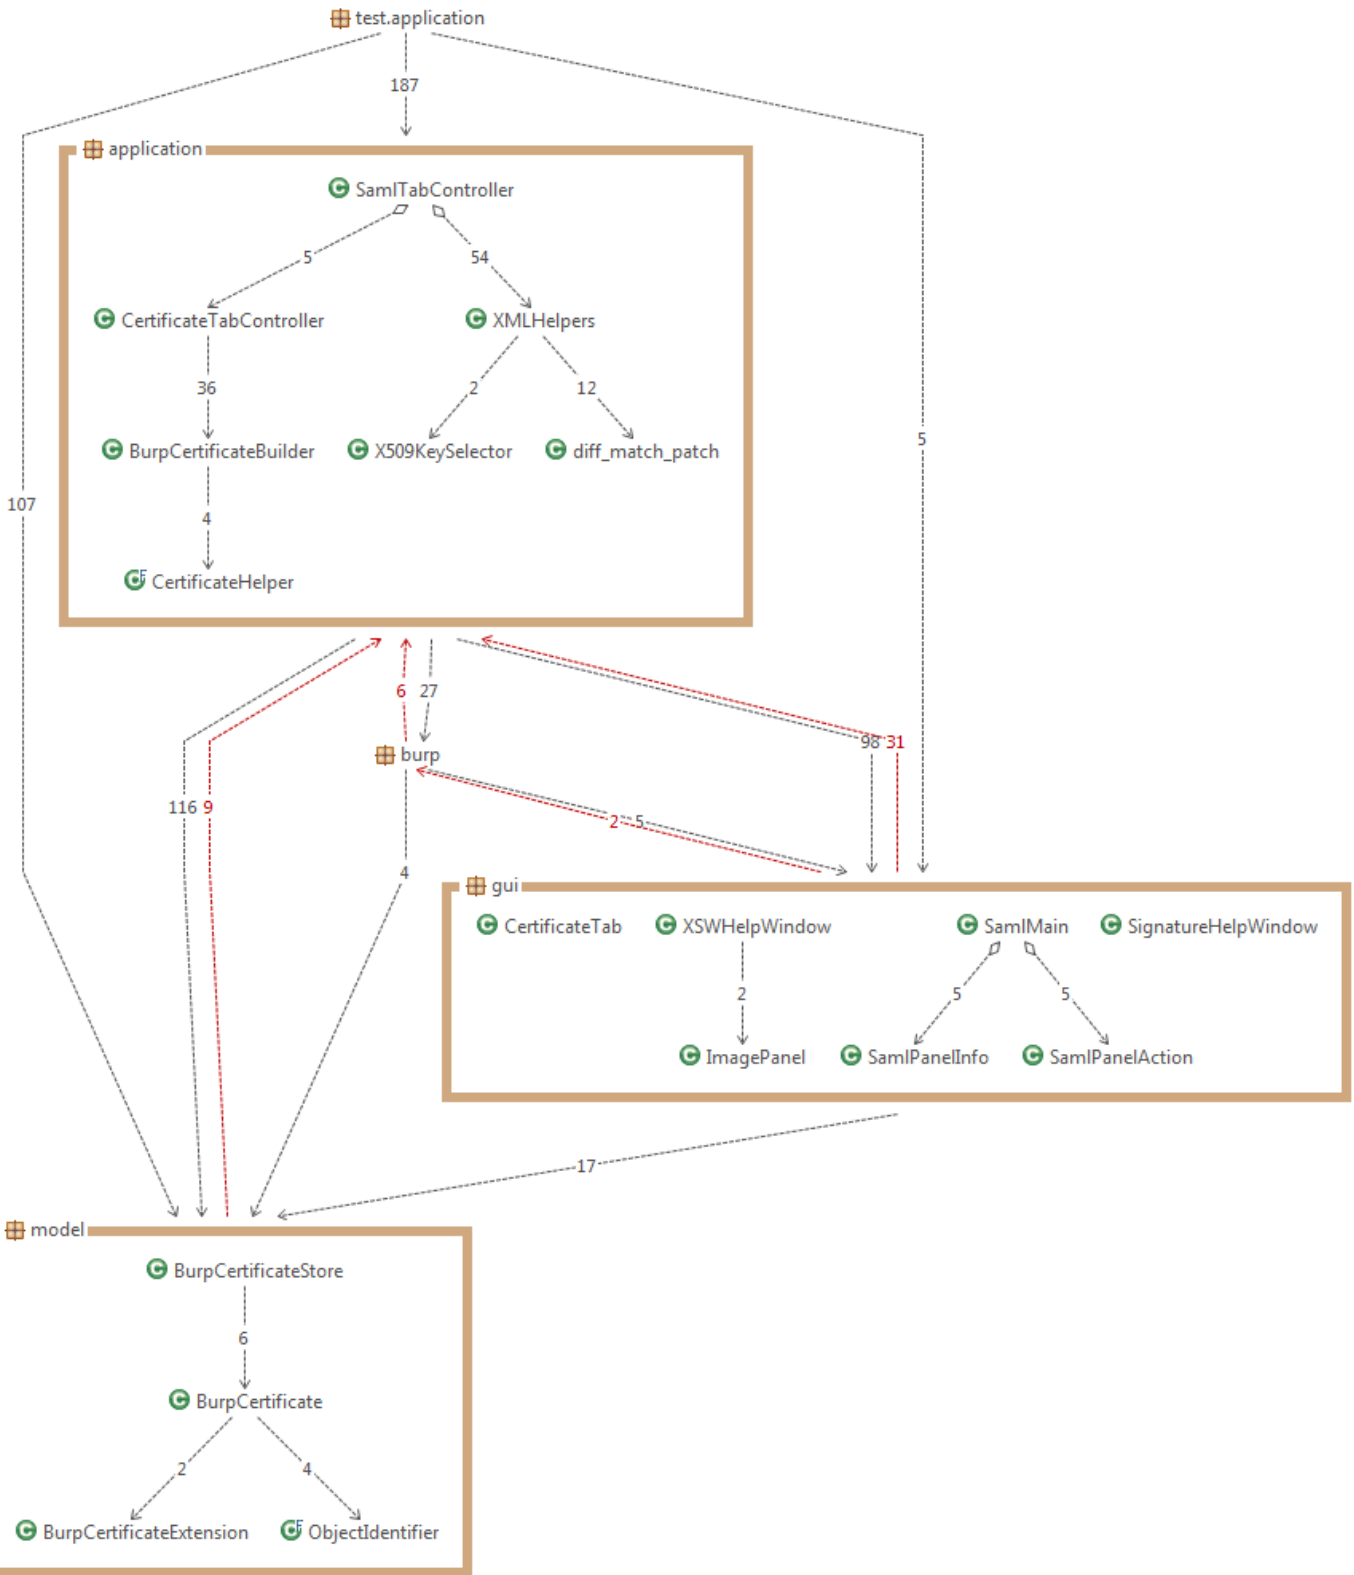 test.application
187
application
SamlTabController
5
54
CertificateTabController
XMLHelpers
36
2
12
5
BurpCertificateBuilder
X509KeySelector
diff_match_patch
107
4
CertificateHelper
6
27
burp
98
31
116
9
2
5
4
gui
CertificateTab
XSWHelpWindow
SamlMain
SignatureHelpWindow
2
5
5
ImagePanel
SamlPanelInfo
SamlPanelAction
17
model
BurpCertificateStore
6
BurpCertificate
2
4
BurpCertificateExtension
ObjectIdentifier